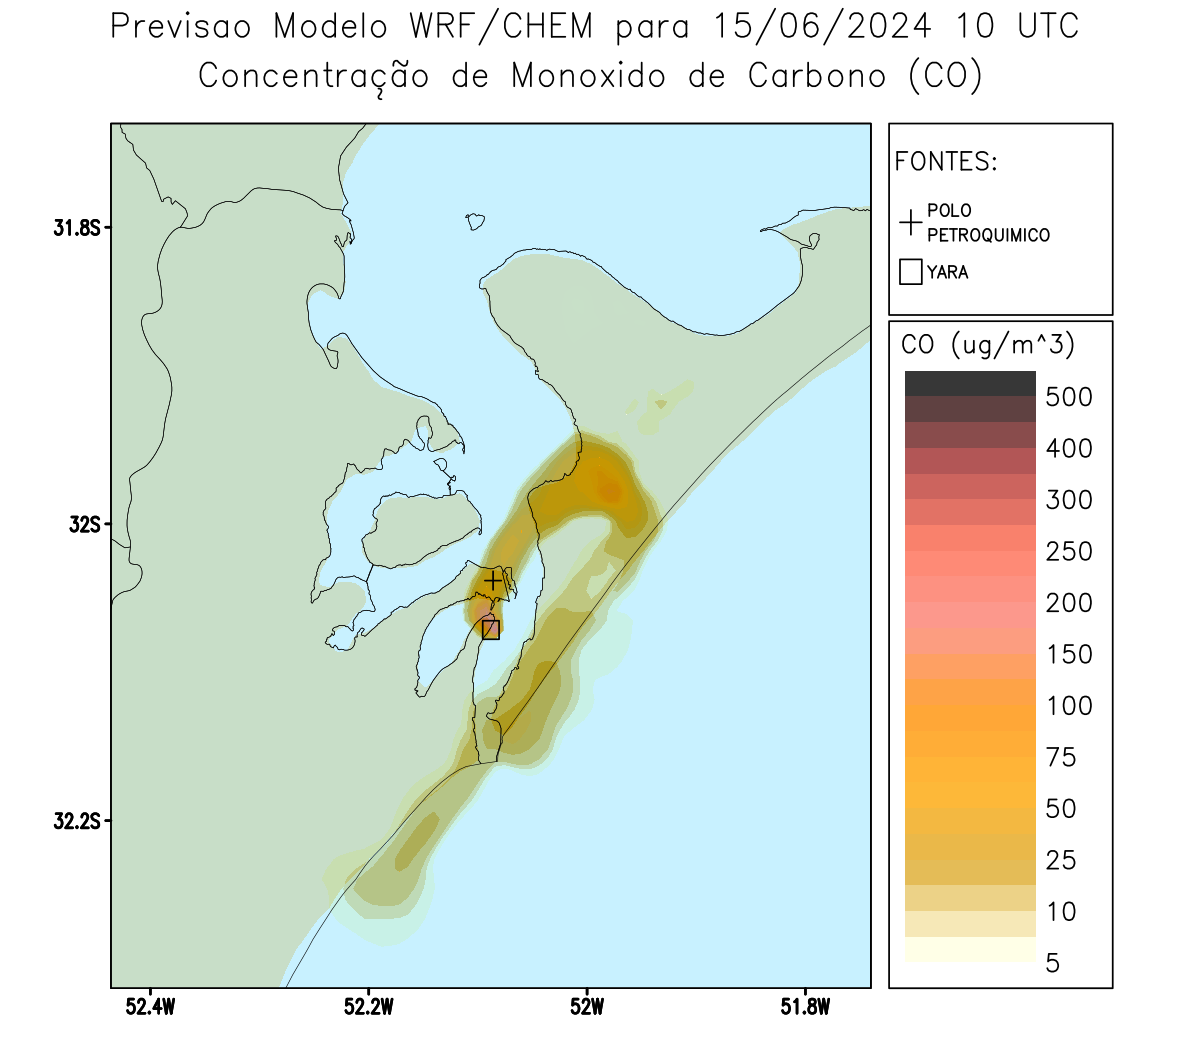 Previsao Modelo WRF/CHEM para 15/06/2024 10 UTC
Concentração de Monoxido de Carbono (CO)
FONTES:
POLO
PETROQUIMICO
YARA
31.8S
32S
32.2S
52.4W
52.2W
52W
51.8W
CO (ug/m^3)
500
400
300
250
200
150
100
75
50
25
10
5